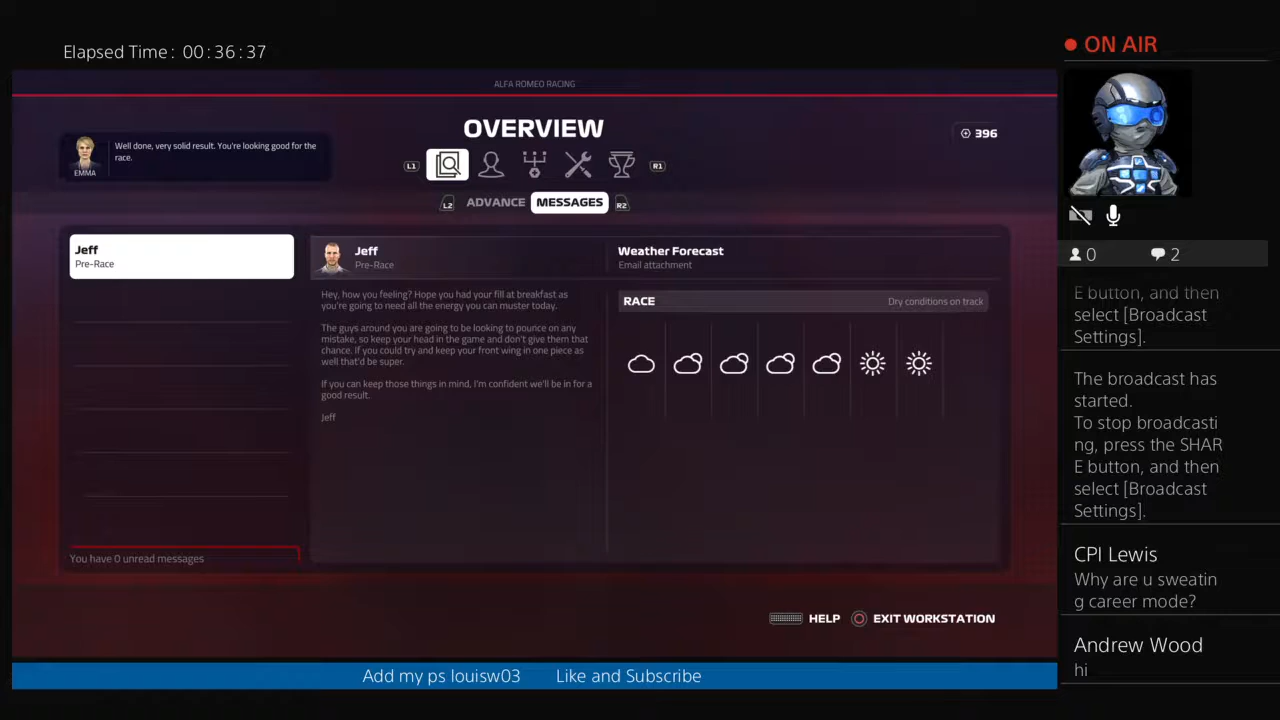 Elapsed Time: 00:36:37
ON AIR
ALFA ROMEO RACING
OVERVIEW
396
Well done, very solid result. You're looking good for the
race.
EMMA
L1
R1
L2
ADVANCE
MESSAGES
R2
Jeff
Pre-Race
You have 0 unread messages
Jeff
Pre-Race
Hey, how you feeling? Hope you had your fill at breakfast as
you're going to need all the energy you can muster today.
The guys around you are going to be looking to pounce on any
mistake, so keep your head in the game and don't give them that
chance. If you could try and keep your front wing in one piece as
well that'd be super.
If you can keep those things in mind, I'm confident we'll be in for a
good result.
Jeff
Weather Forecast
Email attachment
RACE
Dry conditions on track
HELP
EXIT WORKSTATION
Add my ps louisw03
Like and Subscribe
0
2
E button, and then
select [Broadcast
Settings].
The broadcast has
started.
To stop broadcasti
ng, press the SHAR
E button, and then
select [Broadcast
Settings].
CPI Lewis
Why are u sweatin
g career mode?
Andrew Wood
hi